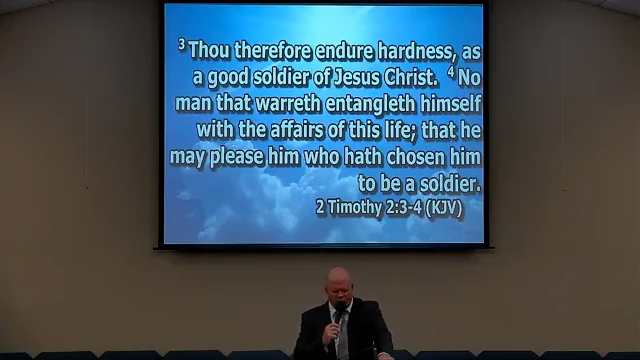 3 Thou therefore endure hardness, as
a good soldier of Jesus Christ. 4 No
man that warreth entangleth himself
with the affairs of this life; that he
may please him who hath chosen him
to be a soldier.
2 Timothy 2:3-4 (KJV)